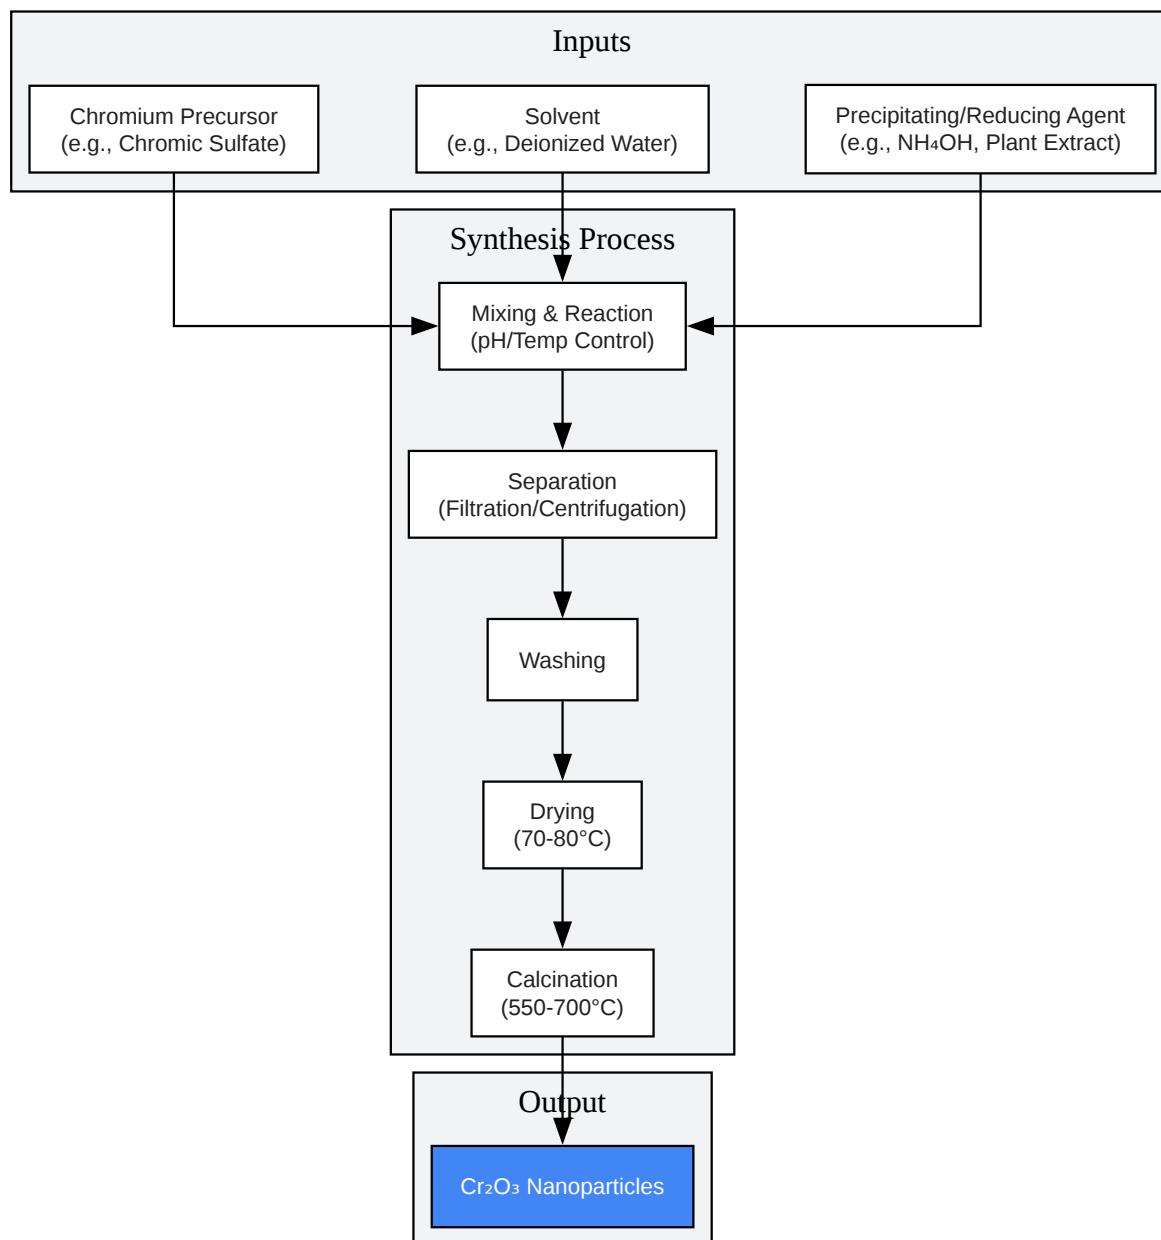 Inputs
Chromium Precursor
(e.g., Chromic Sulfate)
Solvent
(e.g., Deionized Water)
Precipitating/Reducing Agent
(e.g., NH₄OH, Plant Extract)
Synthesis Process
Mixing & Reaction
(pH/Temp Control)
Separation
(Filtration/Centrifugation)
Washing
Drying
(70-80°C)
Calcination
(550-700°C)
Output
Cr₂O₃ Nanoparticles